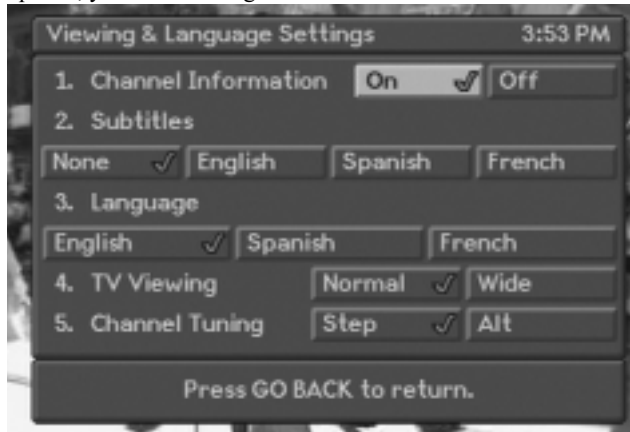 Viewing & Language Settings 3:53 PM
1. Channel Information On Off
2. Subtitles
None English Spanish French
3. Language
English Spanish French
4. TV Viewing Normal Wide
5. Channel Tuning Step Alt
Press GO BACK to return.